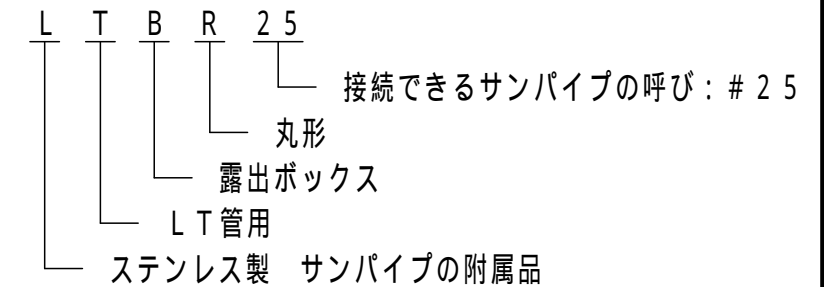 ＬＴＢＲ２５
接続できるサンパイプの呼び：＃２５
丸形
露出ボックス
ＬＴ管用
ステンレス製　サンパイプの附属品